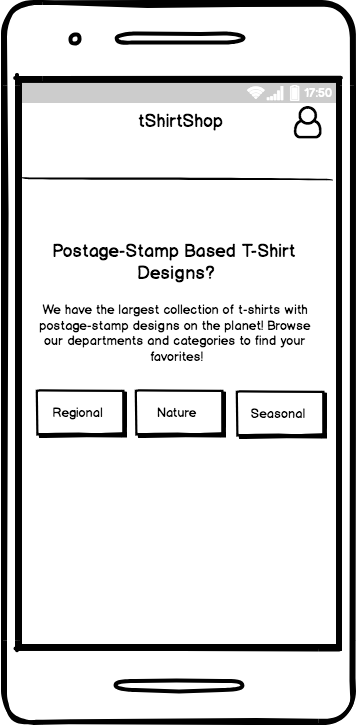 17:50
tShirtShop
Postage-Stamp Based T-Shirt
Designs?
We have the largest collection of t-shirts with
postage-stamp designs on the planet! Browse
our departments and categories to find your
favorites!
Regional
Nature
Seasonal